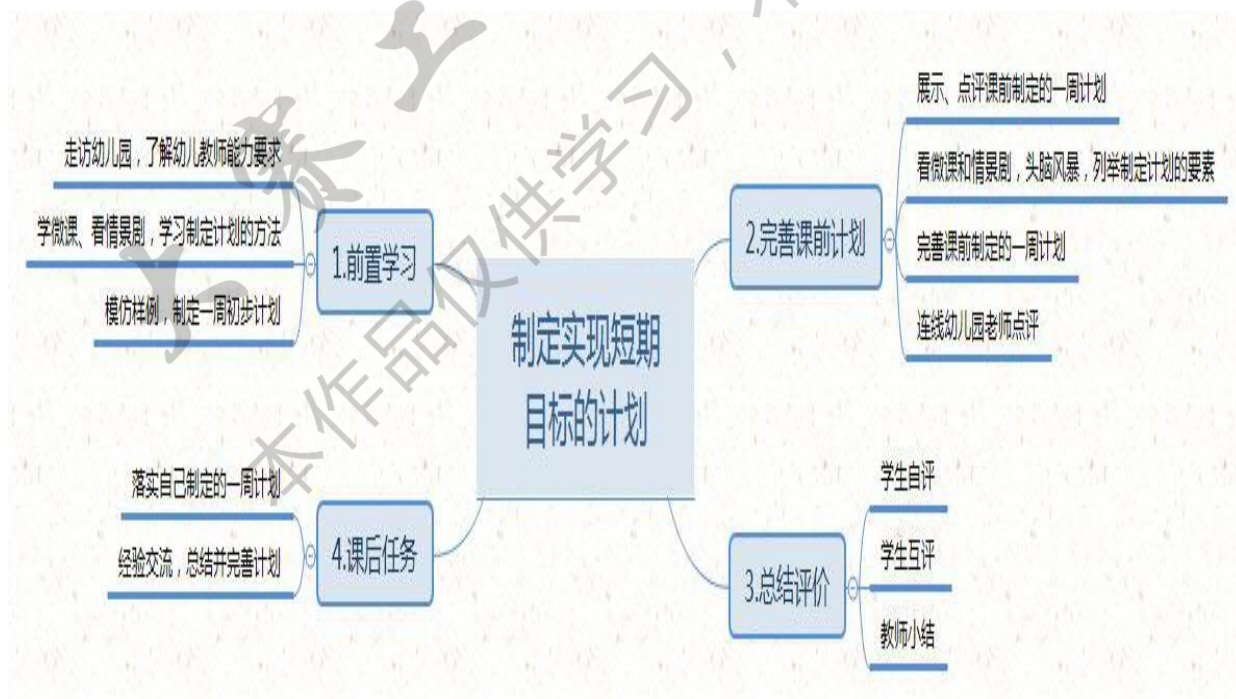 制定实现短期
目标的计划
1.前置学习
走访幼儿园，了解幼儿教师能力要求
学微课、看情景剧，学习制定计划的方法
模仿样例，制定一周初步计划
2.完善课前计划
展示、点评课前制定的一周计划
看微课和情景剧，头脑风暴，列举制定计划的要素
完善课前制定的一周计划
连线幼儿园老师点评
3.总结评价
学生自评
学生互评
教师小结
4.课后任务
落实自己制定的一周计划
经验交流，总结并完善计划
本作品仅供学习，